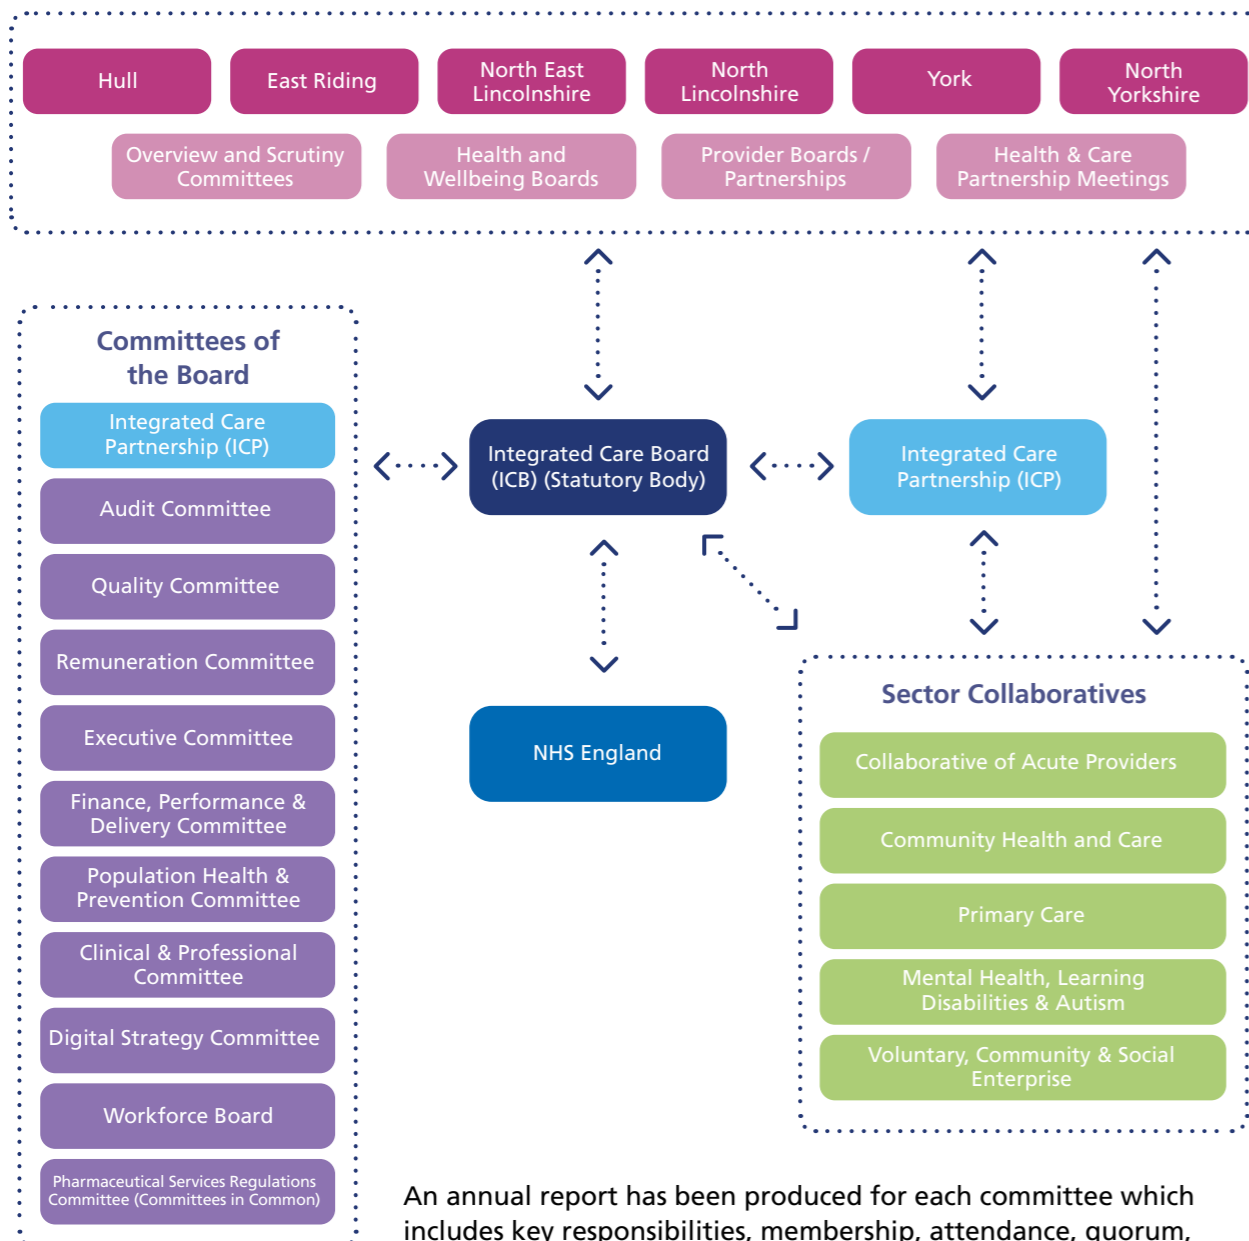 Hull
East Riding
North East
Lincolnshire
North
Lincolnshire
York
North
Yorkshire
Overview and Scrutiny
Committees
Health and
Wellbeing Boards
Provider Boards /
Partnerships
Health & Care
Partnership Meetings
Committees of
the Board
Integrated Care
Partnership (ICP)
Audit Committee
Quality Committee
Remuneration Committee
Executive Committee
Finance, Performance &
Delivery Committee
Population Health &
Prevention Committee
Clinical & Professional
Committee
Digital Strategy Committee
Workforce Board
Pharmaceutical Services Regulations
Committee (Committees in Common)
Integrated Care Board
(ICB) (Statutory Body)
Integrated Care
Partnership (ICP)
NHS England
Sector Collaboratives
Collaborative of Acute Providers
Community Health and Care
Primary Care
Mental Health, Learning
Disabilities & Autism
Voluntary, Community & Social
Enterprise
An annual report has been produced for each committee which
includes key responsibilities, membership, attendance, quorum,